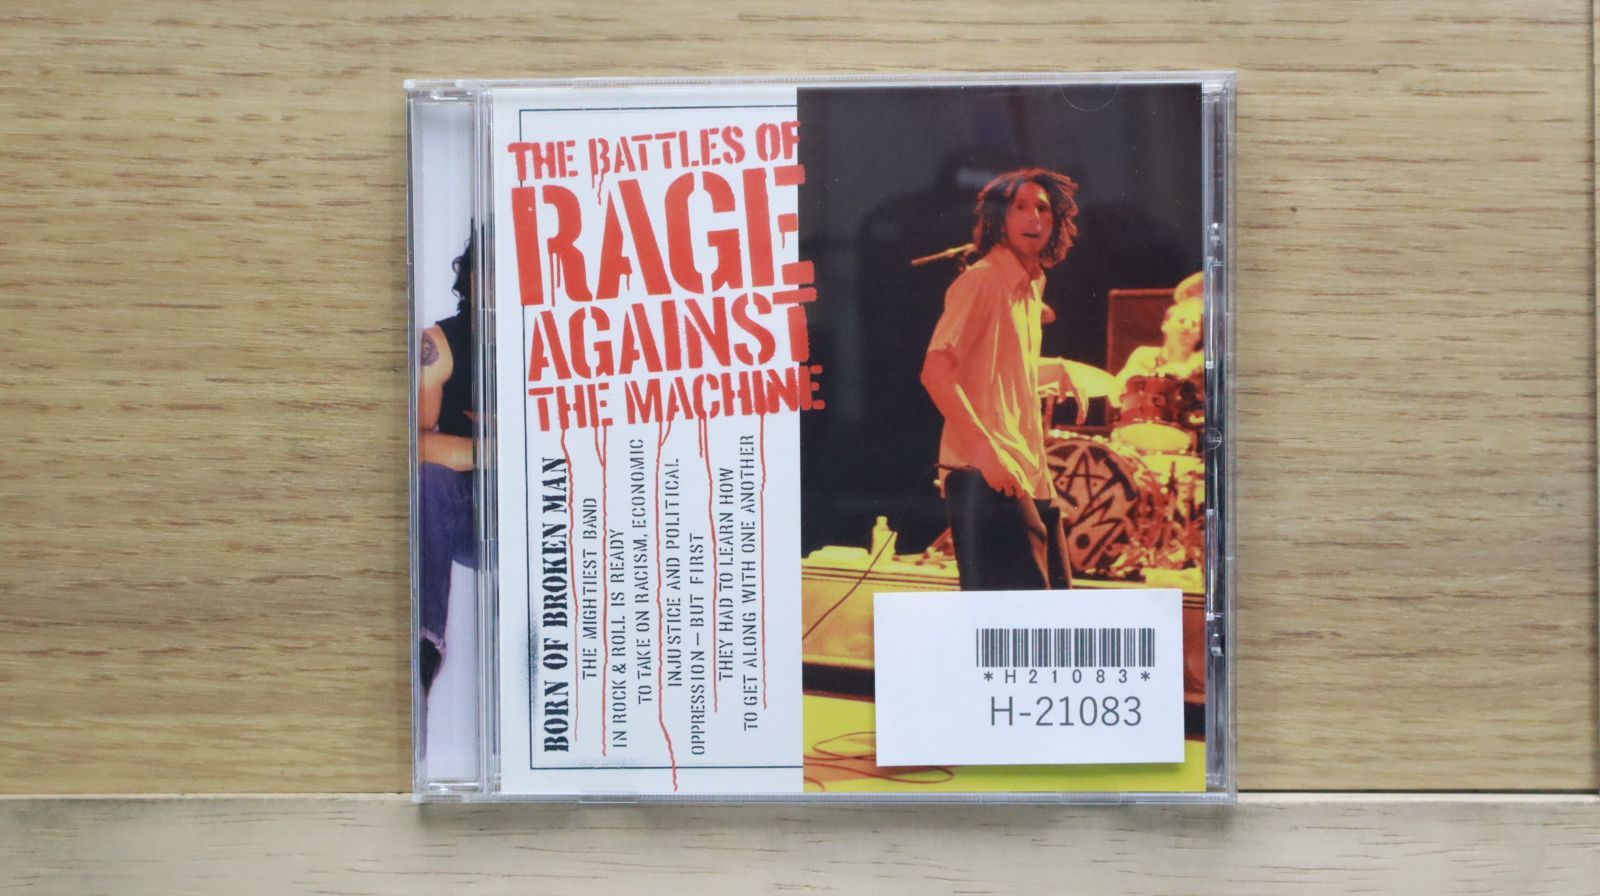 THE BATTLES OF
RAGE
AGAINST
THE MACHINE
BORN OF BROKEN MAN
THE MIGHTIEST BAND
IN ROCK & ROLL IS READY
TO TAKE ON RACISM, ECONOMIC
INJUSTICE AND POLITICAL
OPPRESSION – BUT FIRST
THEY HAD TO LEARN HOW
TO GET ALONG WITH ONE ANOTHER
RATM
*H21083*
H-21083